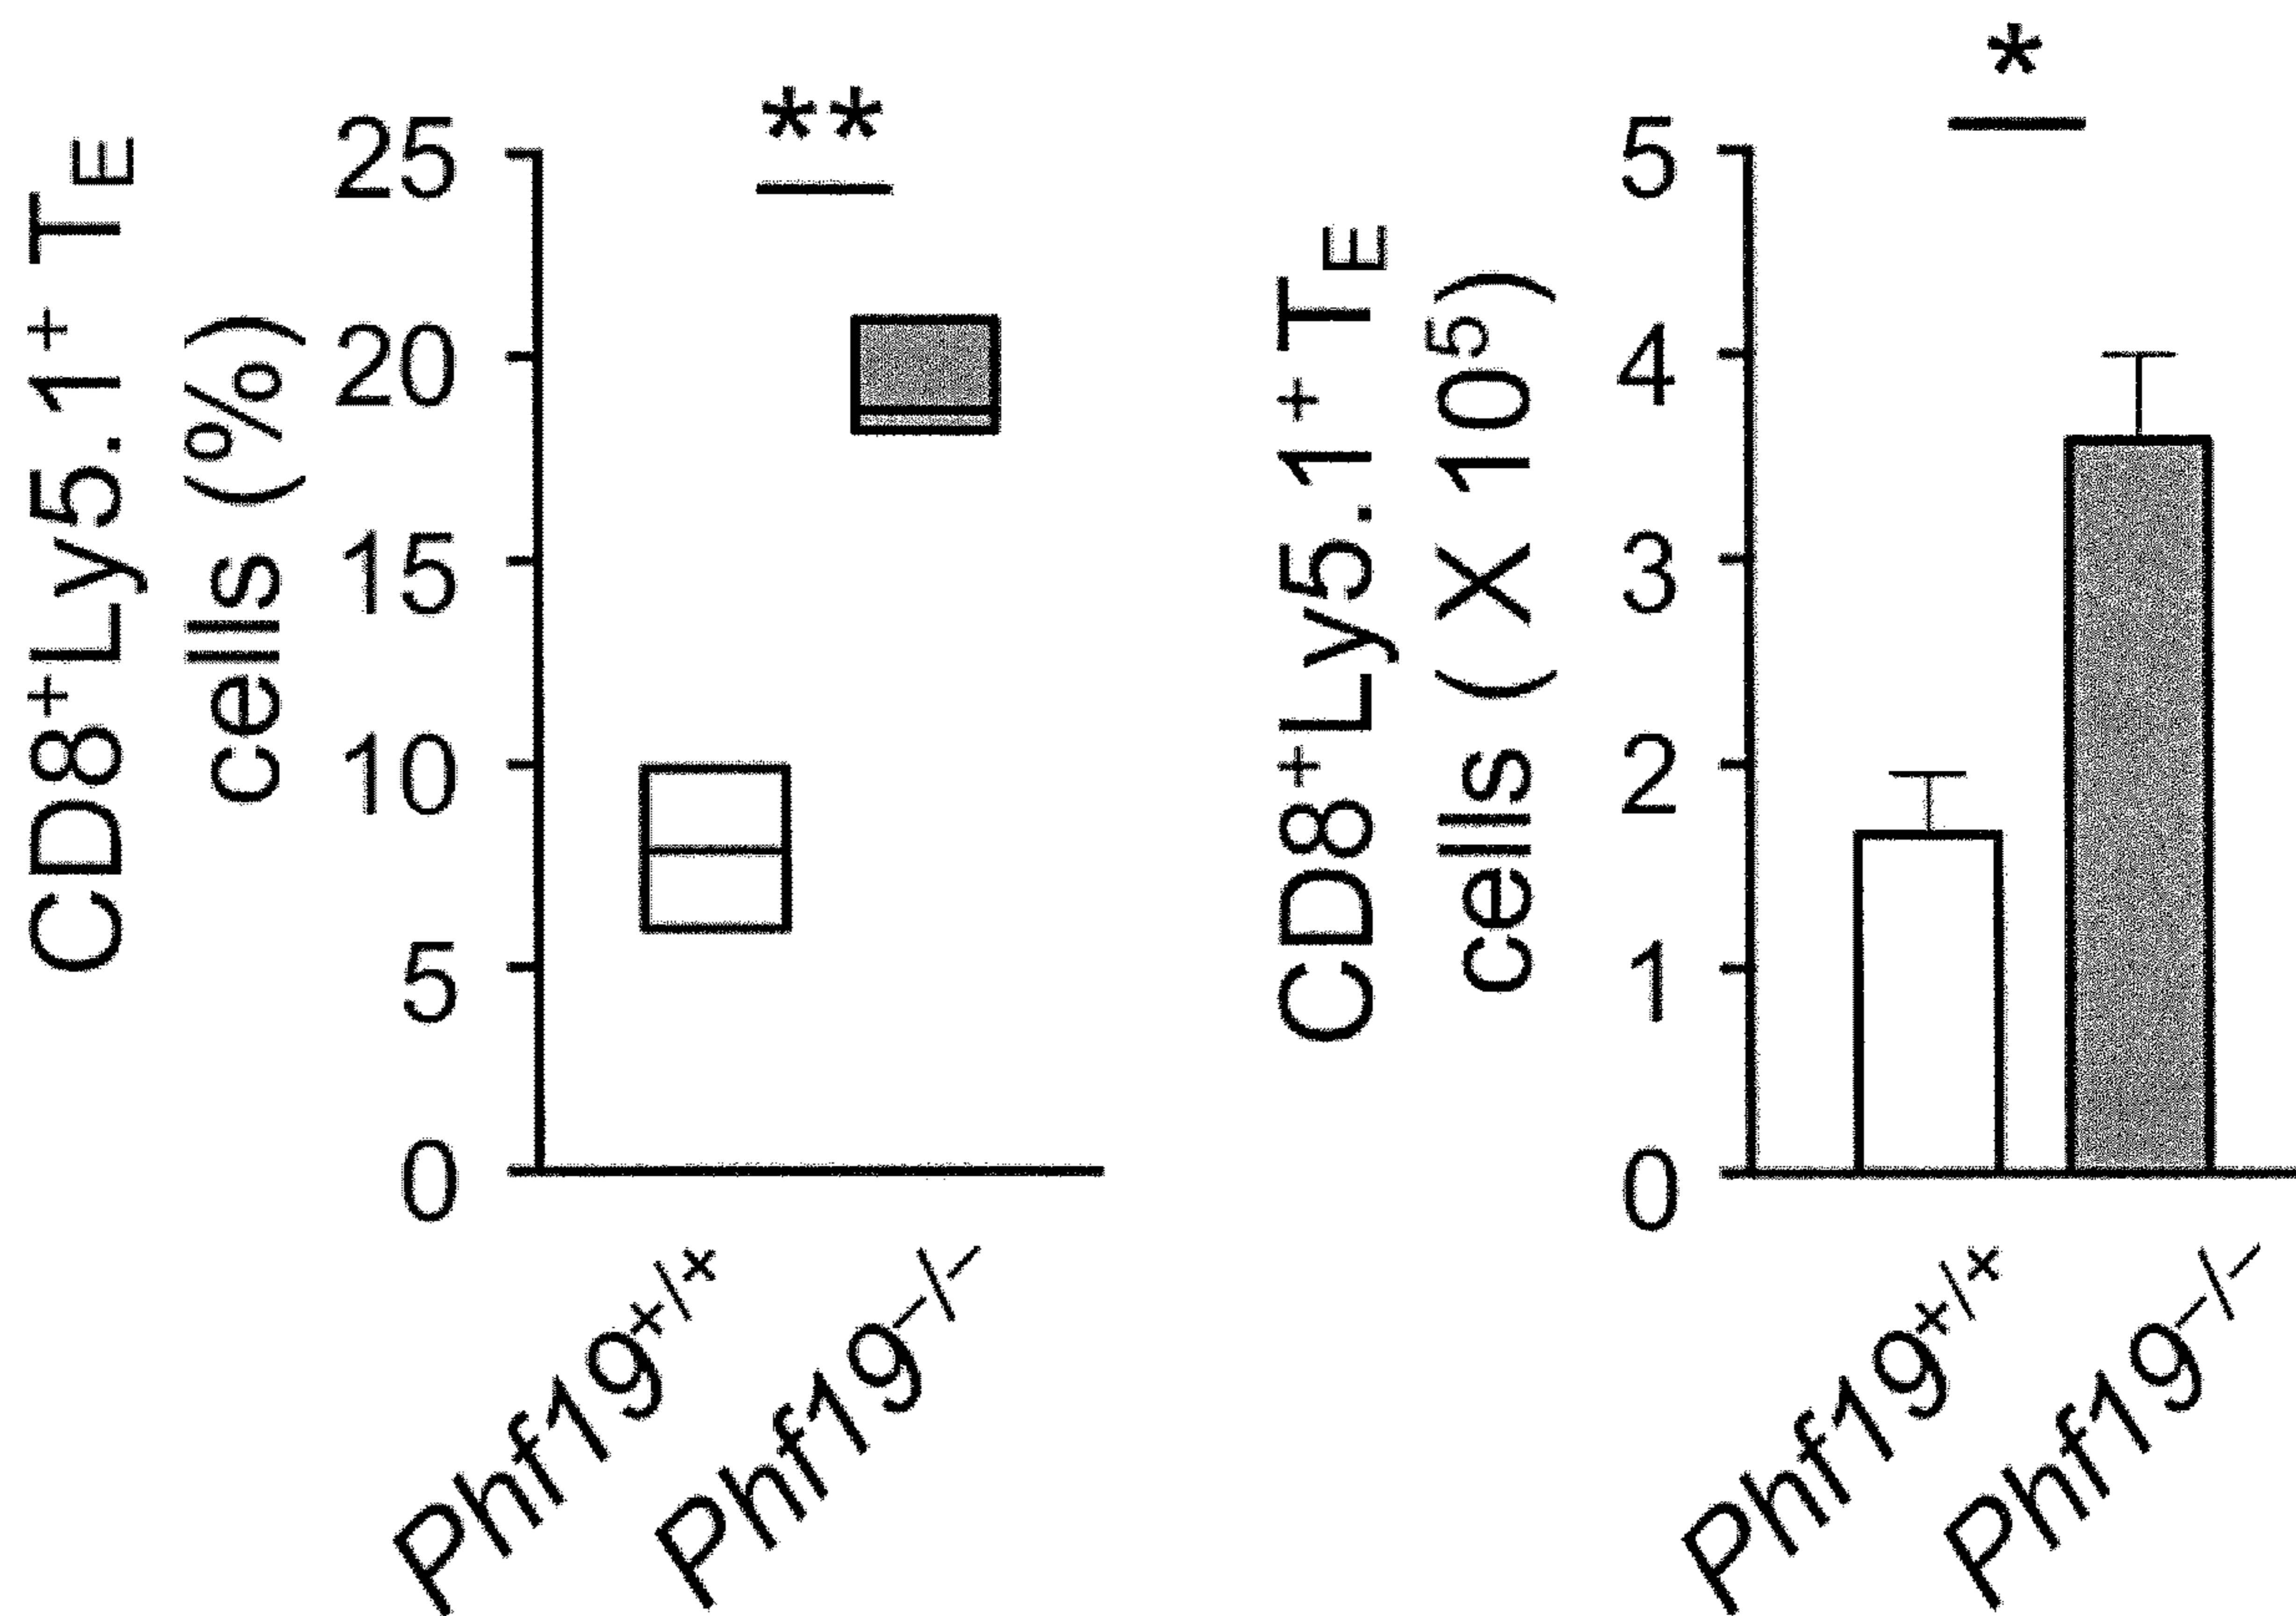 CD8⁺Ly5.1⁺ T_E
cells (%)
25
20
15
10
5
0
**
Phf19⁺/⁺
Phf19⁻/⁻
CD8⁺Ly5.1⁺ T_E
cells ( X 10⁵)
5
4
3
2
1
0
*
Phf19⁺/⁺
Phf19⁻/⁻